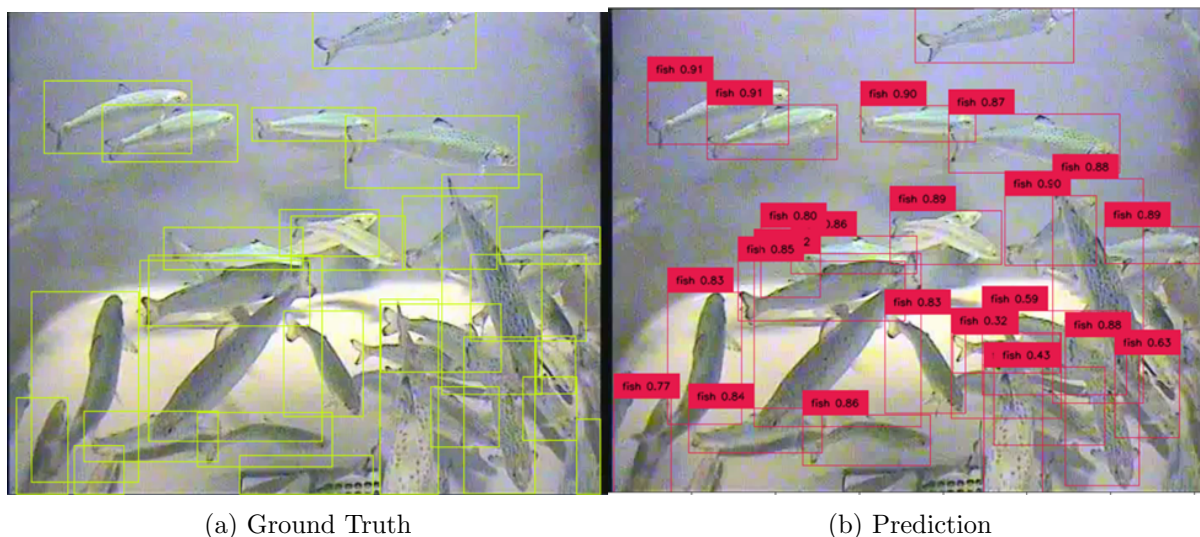 fish 0.91
fish 0.91
fish 0.90
fish 0.87
fish 0.88
fish 0.90
fish 0.89
fish 0.89
fish 0.80
0.86
2
fish 0.85
fish 0.83
fish 0.83
fish 0.59
fish 0.32
fish 0.88
fish 0.63
fish 0.43
fish 0.77
fish 0.84
fish 0.86
(a) Ground Truth
(b) Prediction